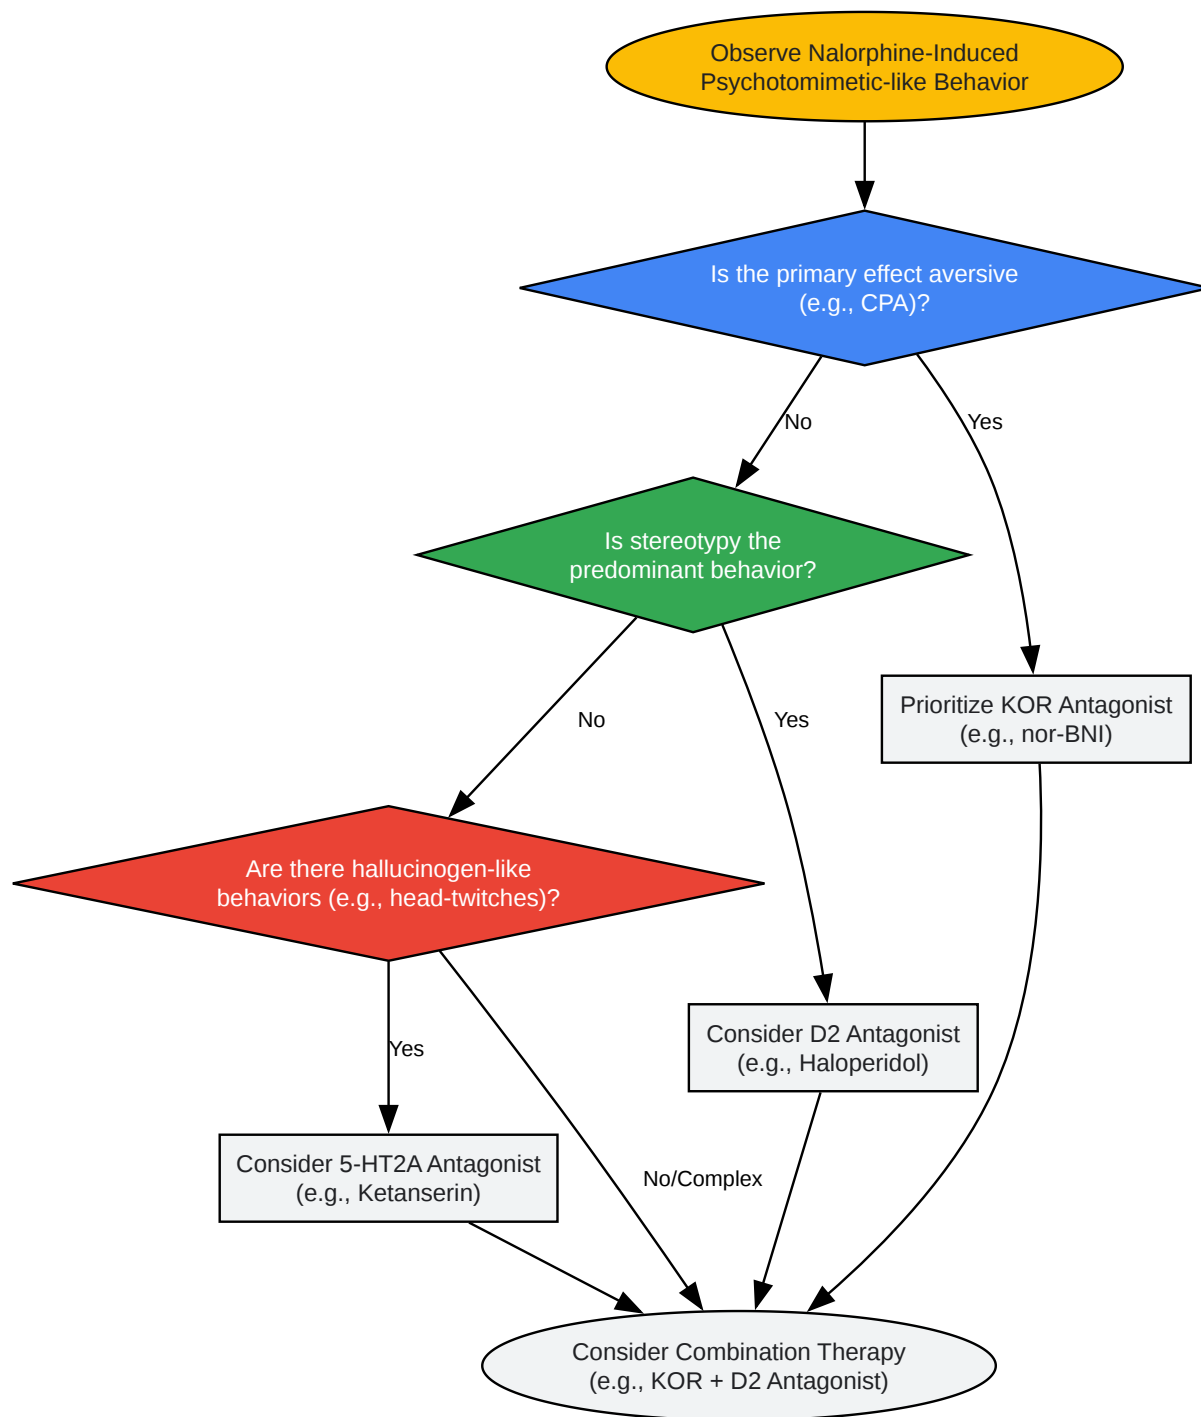 Observe Nalorphine-Induced
Psychotomimetic-like Behavior
Is the primary effect aversive
(e.g., CPA)?
No
Yes
Is stereotypy the
predominant behavior?
No
Yes
Prioritize KOR Antagonist
(e.g., nor-BNI)
Are there hallucinogen-like
behaviors (e.g., head-twitches)?
Yes
Consider D2 Antagonist
(e.g., Haloperidol)
Consider 5-HT2A Antagonist
(e.g., Ketanserin)
No/Complex
Consider Combination Therapy
(e.g., KOR + D2 Antagonist)